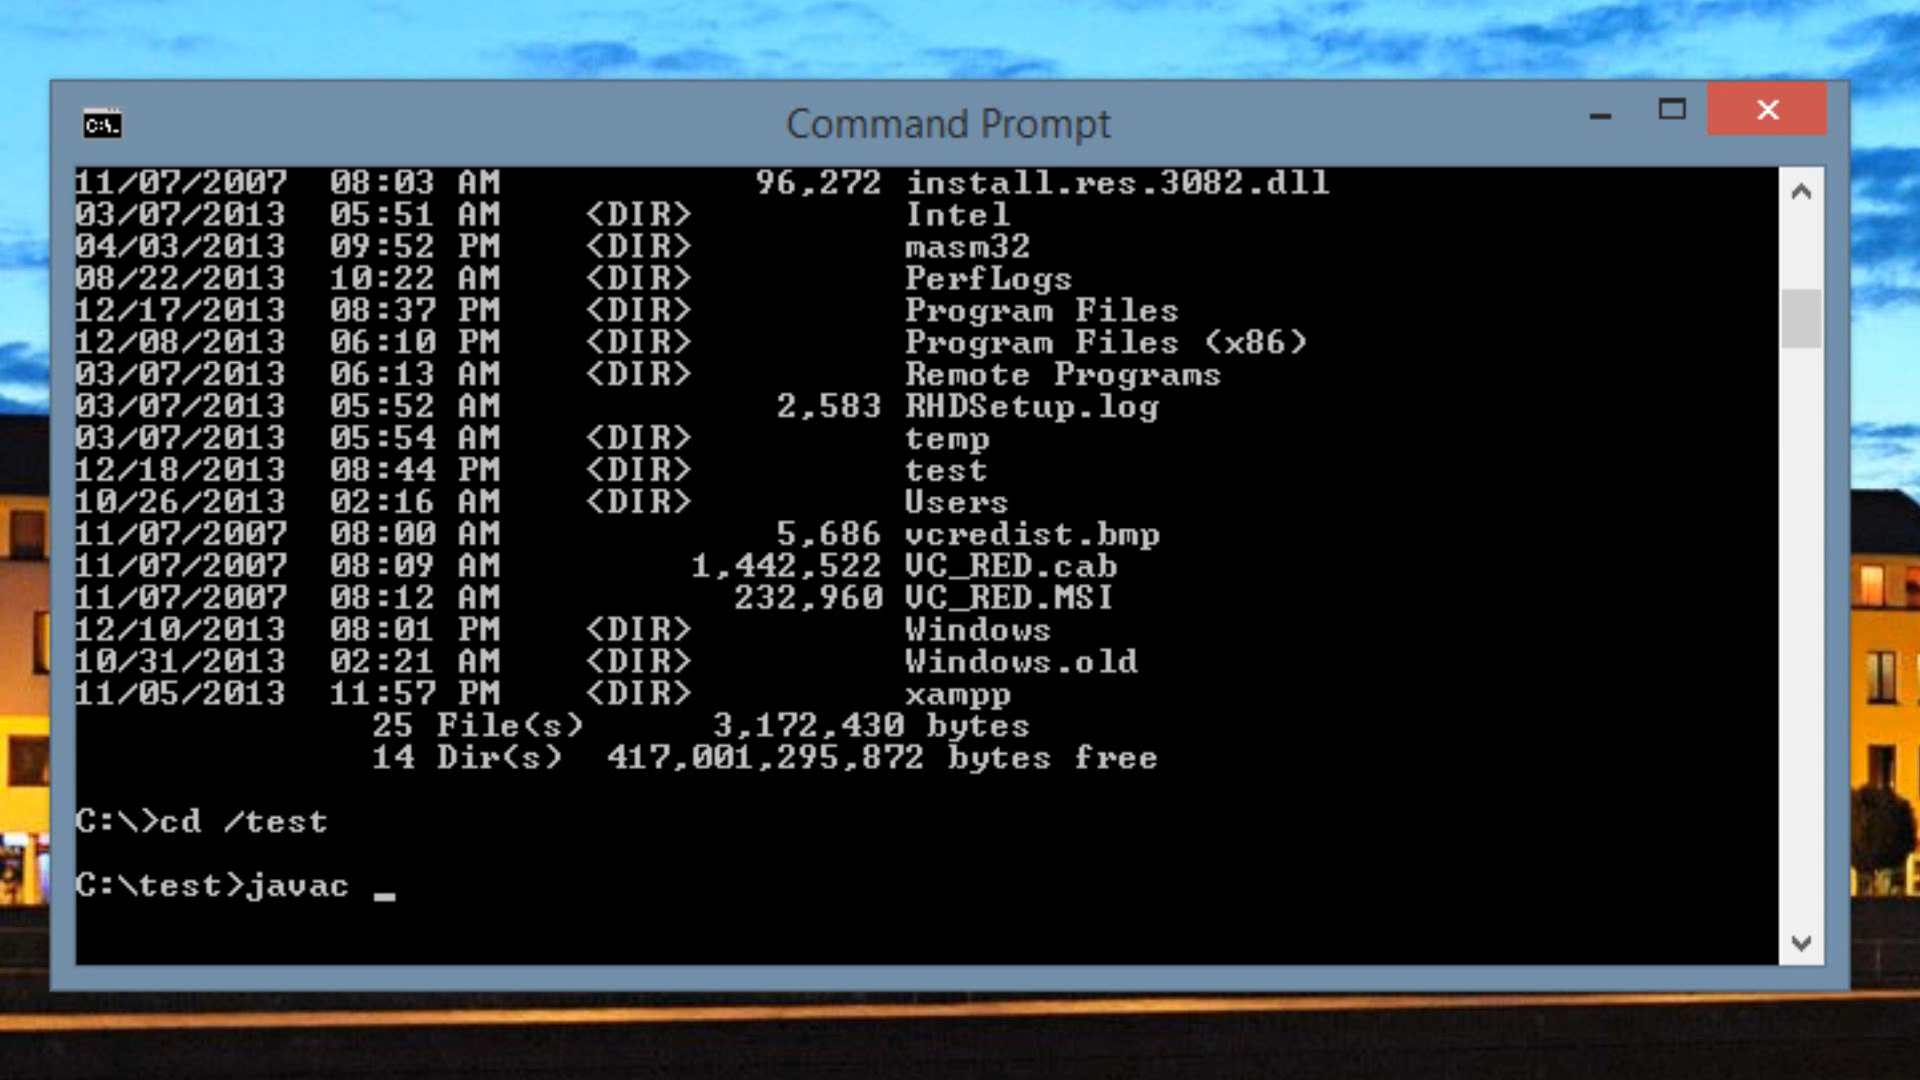 C:\.
Command Prompt
11/07/2007  08:03 AM            96,272 install.res.3082.dll
03/07/2013  05:51 AM    <DIR>          Intel
04/03/2013  09:52 PM    <DIR>          masm32
08/22/2013  10:22 AM    <DIR>          PerfLogs
12/17/2013  08:37 PM    <DIR>          Program Files
12/08/2013  06:10 PM    <DIR>          Program Files (x86)
03/07/2013  06:13 AM    <DIR>          Remote Programs
03/07/2013  05:52 AM             2,583 RHDSetup.log
03/07/2013  05:54 AM    <DIR>          temp
12/18/2013  08:44 PM    <DIR>          test
10/26/2013  02:16 AM    <DIR>          Users
11/07/2007  08:00 AM             5,686 vcredist.bmp
11/07/2007  08:09 AM         1,442,522 VC_RED.cab
11/07/2007  08:12 AM           232,960 VC_RED.MSI
12/10/2013  08:01 PM    <DIR>          Windows
10/31/2013  02:21 AM    <DIR>          Windows.old
11/05/2013  11:57 PM    <DIR>          xampp
25 File(s)      3,172,430 bytes
14 Dir(s)  417,001,295,872 bytes free
C:\>cd /test
C:\test>javac _